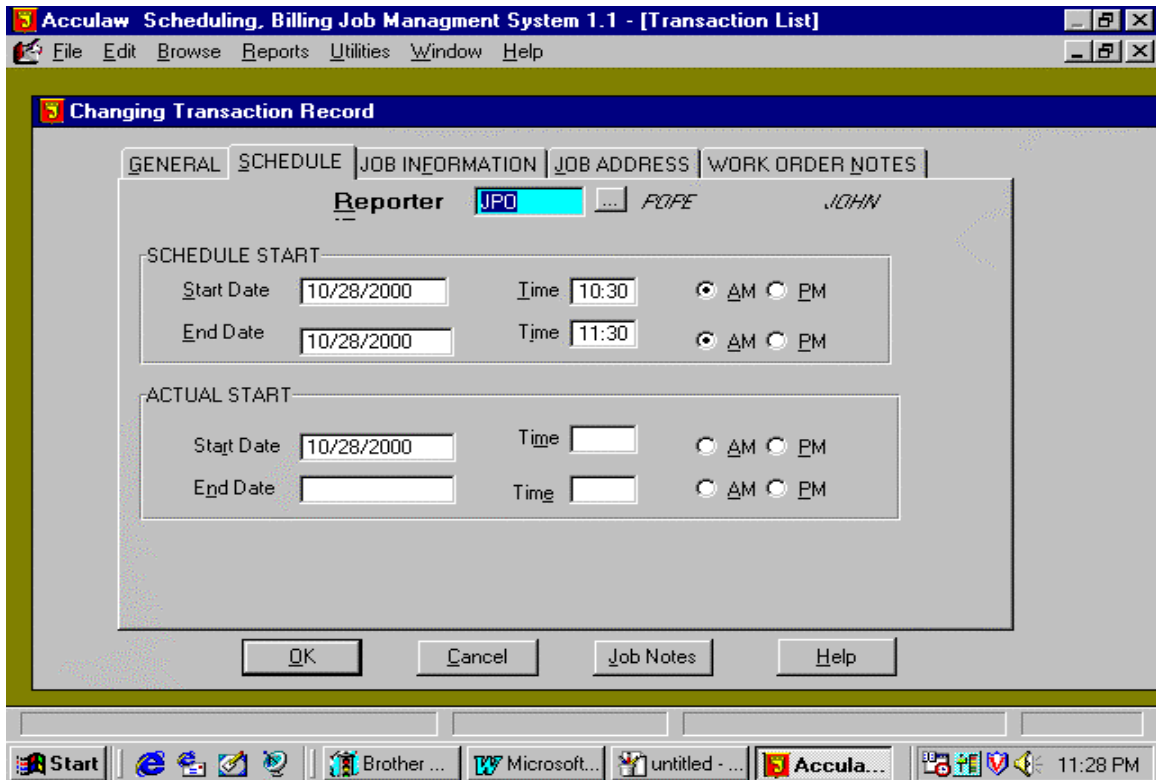 Acculaw Scheduling, Billing Job Managment System 1.1 - [Transaction List]
File Edit Browse Reports Utilities Window Help
Changing Transaction Record
GENERAL SCHEDULE JOB INFORMATION JOB ADDRESS WORK ORDER NOTES
Reporter JPO ... POPE JOHN
SCHEDULE START
Start Date 10/28/2000 Time 10:30 AM PM
End Date 10/28/2000 Time 11:30 AM PM
ACTUAL START
Start Date 10/28/2000 Time AM PM
End Date Time AM PM
OK Cancel Job Notes Help
Start Brother ... Microsoft... untitled - ... Accula... 11:28 PM